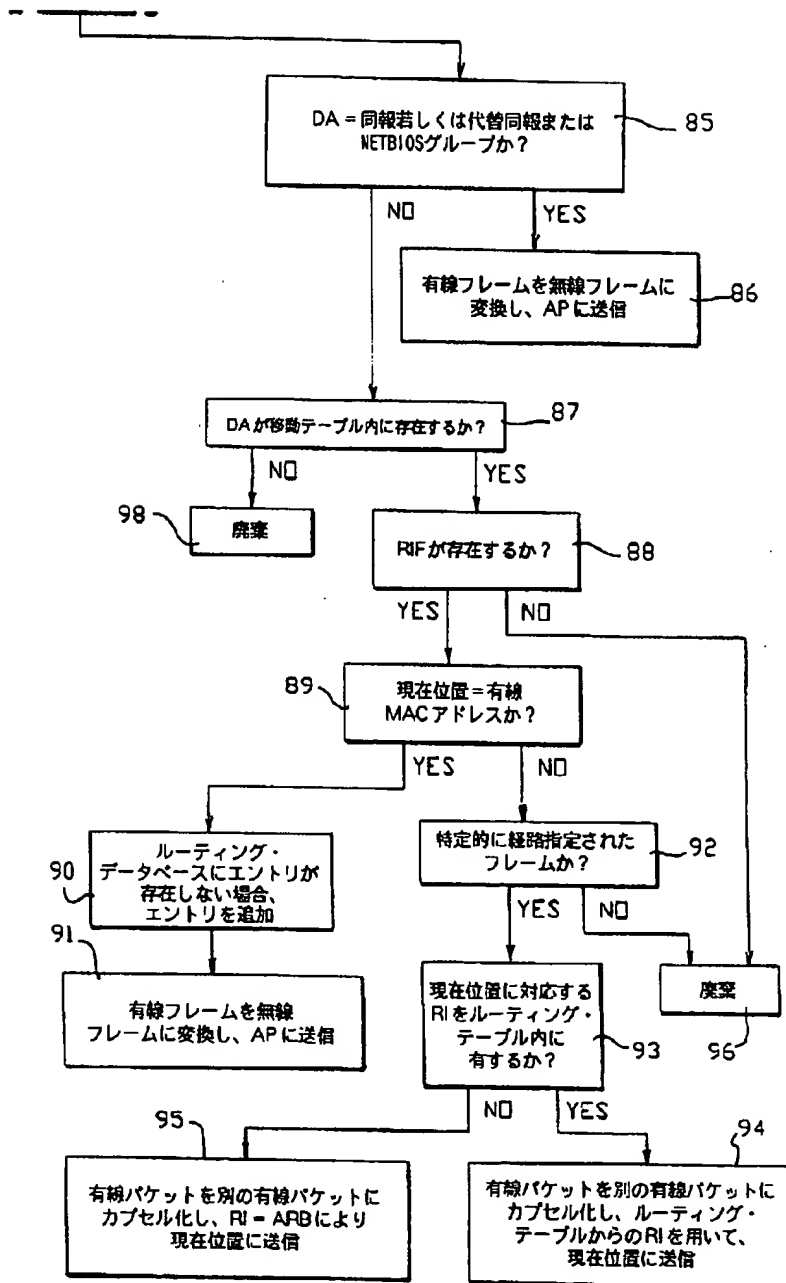 DA = 同報若しくは代替同報または
NETBIOSグループか?
85
NO
YES
有線フレームを無線フレームに
変換し、APに送信
86
DAが移動テーブル内に存在するか?
87
NO
YES
98
廃棄
RIFが存在するか?
88
YES
NO
89
現在位置=有線
MACアドレスか?
YES
NO
90
ルーティング・
データベースにエントリが
存在しない場合、
エントリを追加
特定的に経路指定された
フレームか?
92
YES
NO
91
有線フレームを無線
フレームに変換し、APに送信
現在位置に対応する
RIをルーティング・
テーブル内に
有するか?
93
廃棄
96
NO
YES
95
有線パケットを別の有線パケットに
カプセル化し、RI = ARBにより
現在位置に送信
94
有線パケットを別の有線パケットに
カプセル化し、ルーティング・
テーブルからのRIを用いて、
現在位置に送信